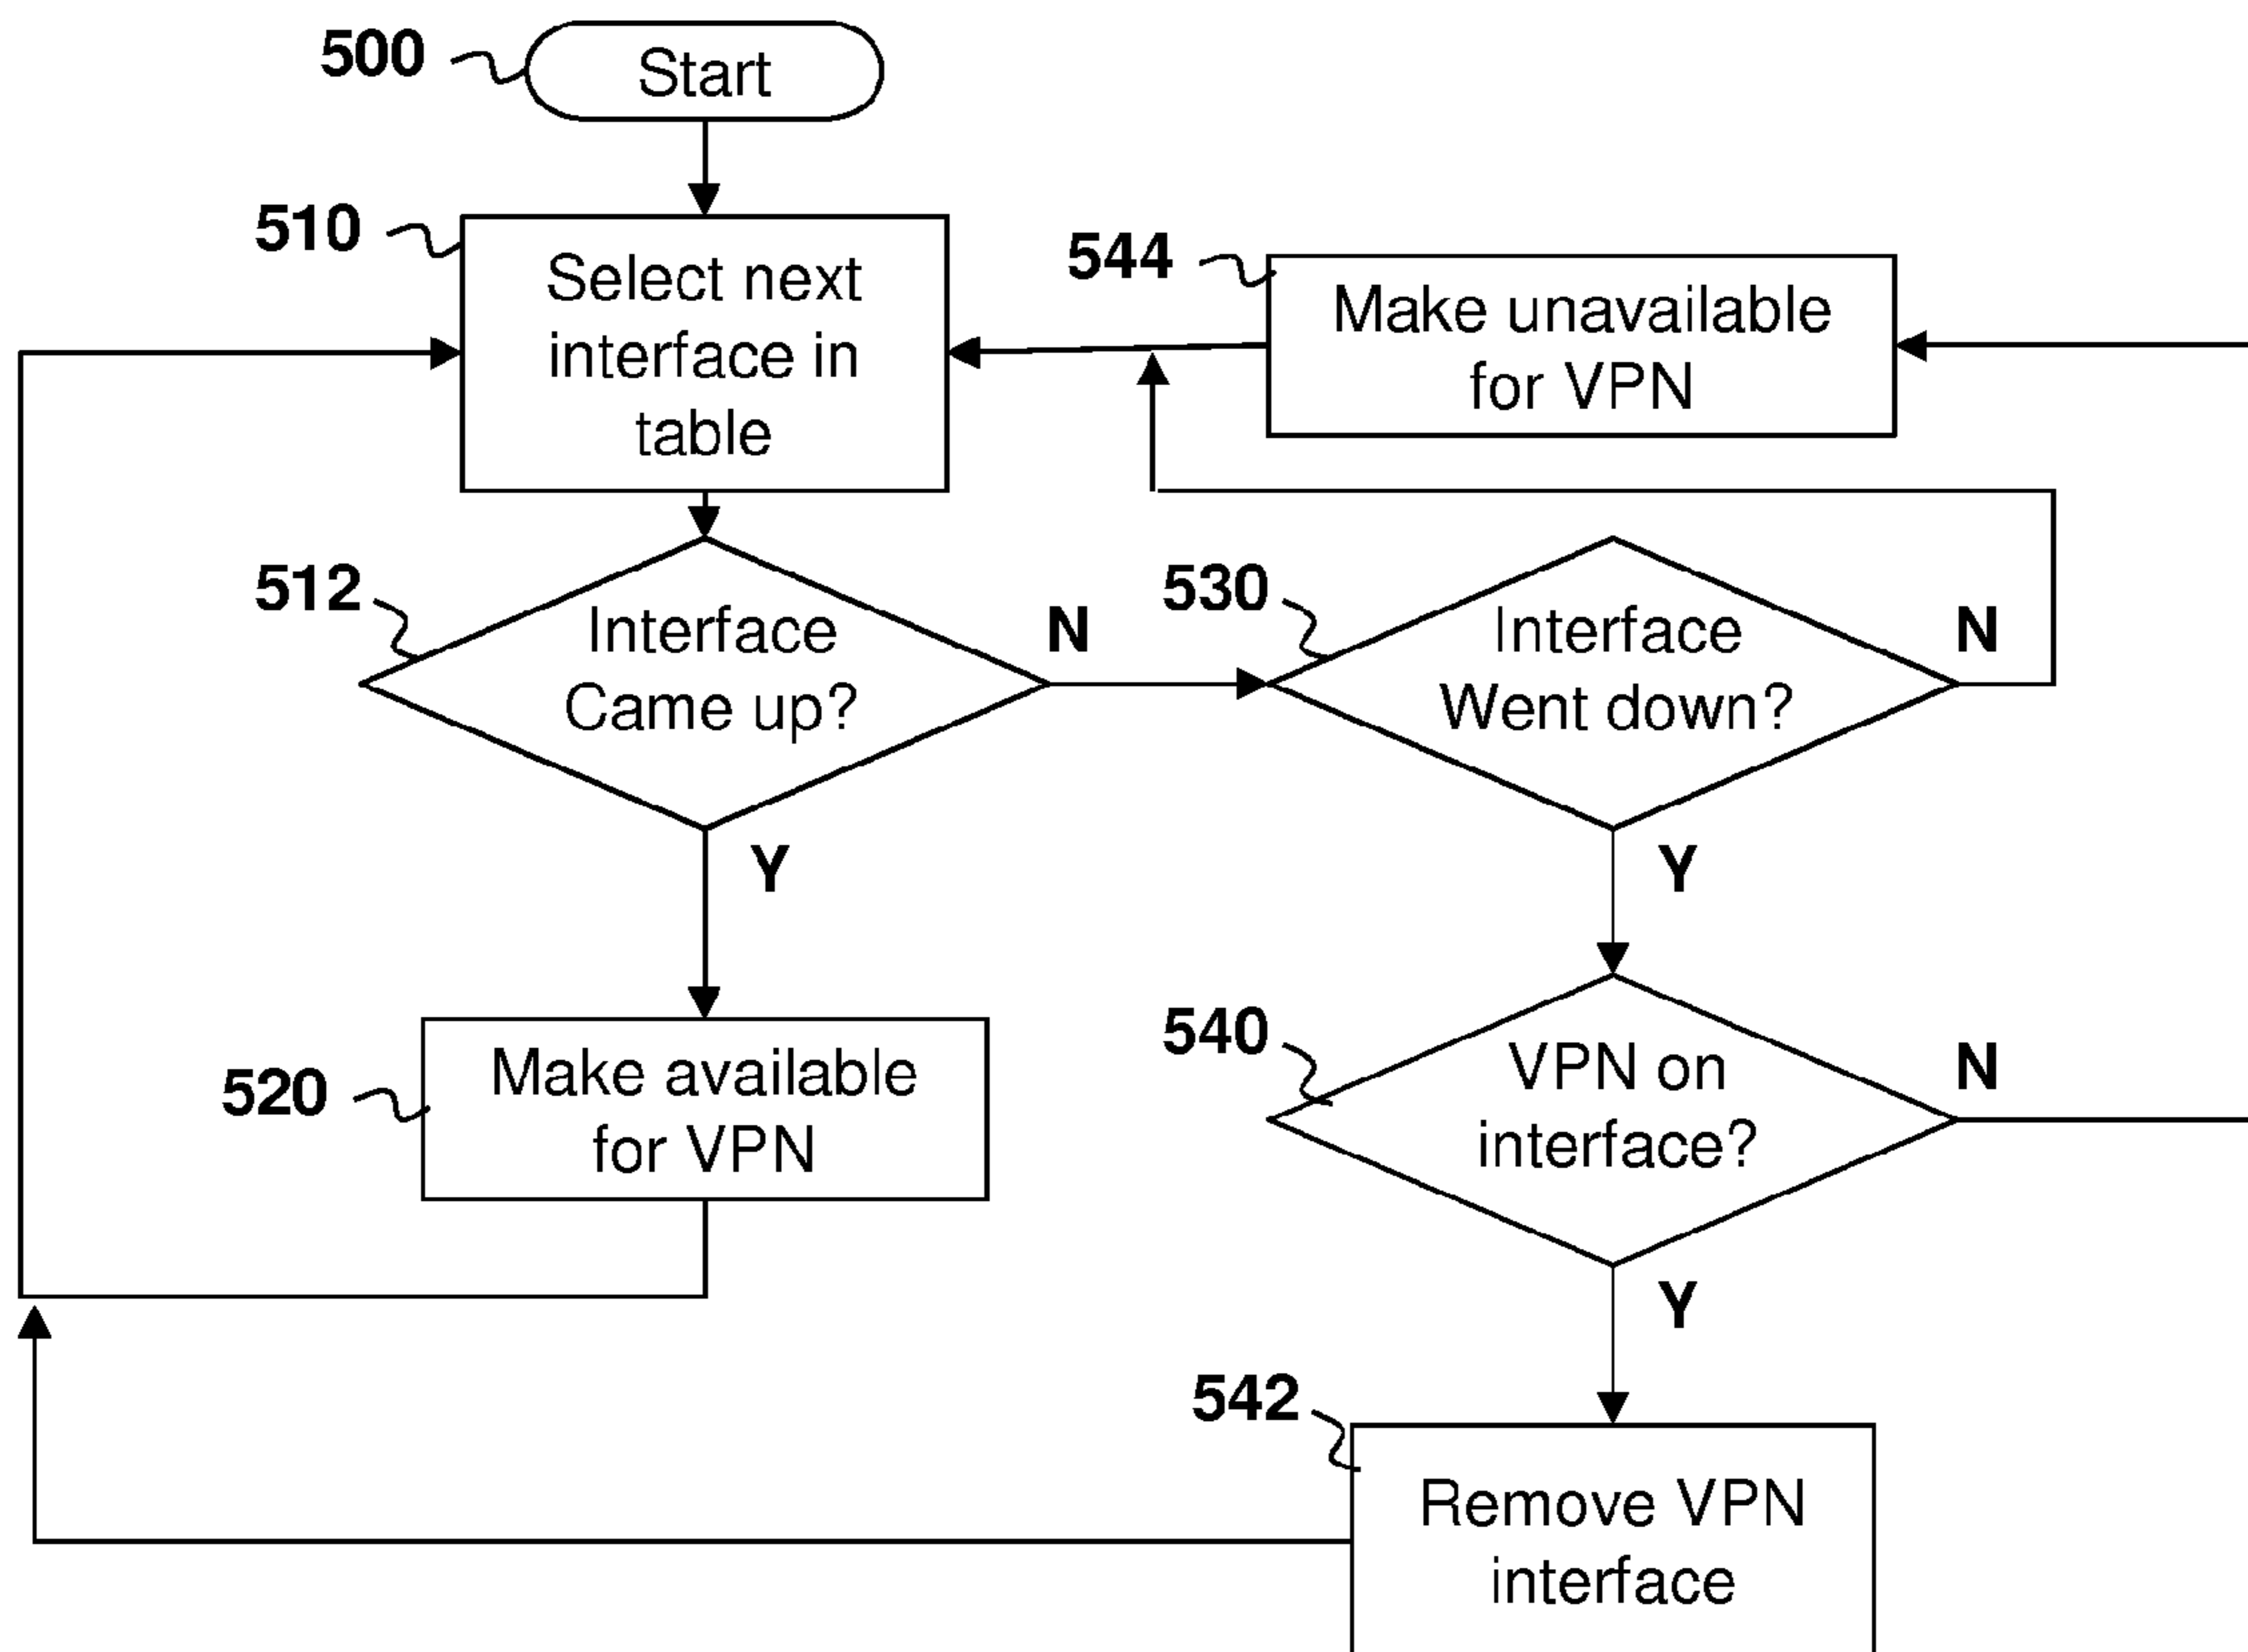 500
Start
510
Select next
interface in
table
544
Make unavailable
for VPN
512
Interface
Came up?
N
530
Interface
Went down?
N
Y
Y
520
Make available
for VPN
540
VPN on
interface?
N
Y
542
Remove VPN
interface